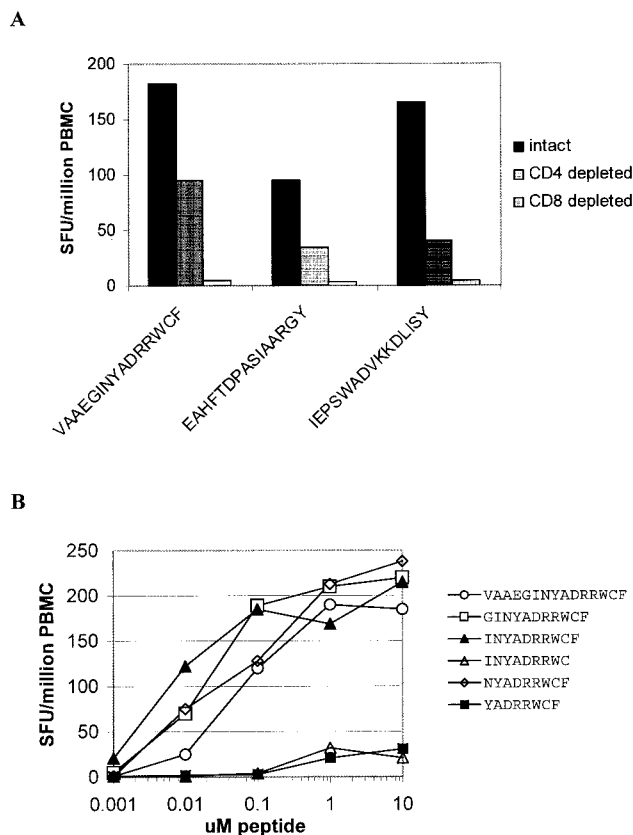 A
200
150
100
50
0
SFU/million PBMC
VAAEGINYADRRWCF
EAHFTDPASIAARGY
IEPSWADVKKDLISY
intact
CD4 depleted
CD8 depleted
B
250
200
150
100
50
0
SFU/million PBMC
0.001 0.01 0.1 1 10
uM peptide
VAAEGINYADRRWCF
GINYADRRWCF
INYADRRWCF
INYADRRWC
NYADRRWCF
YADRRWCF